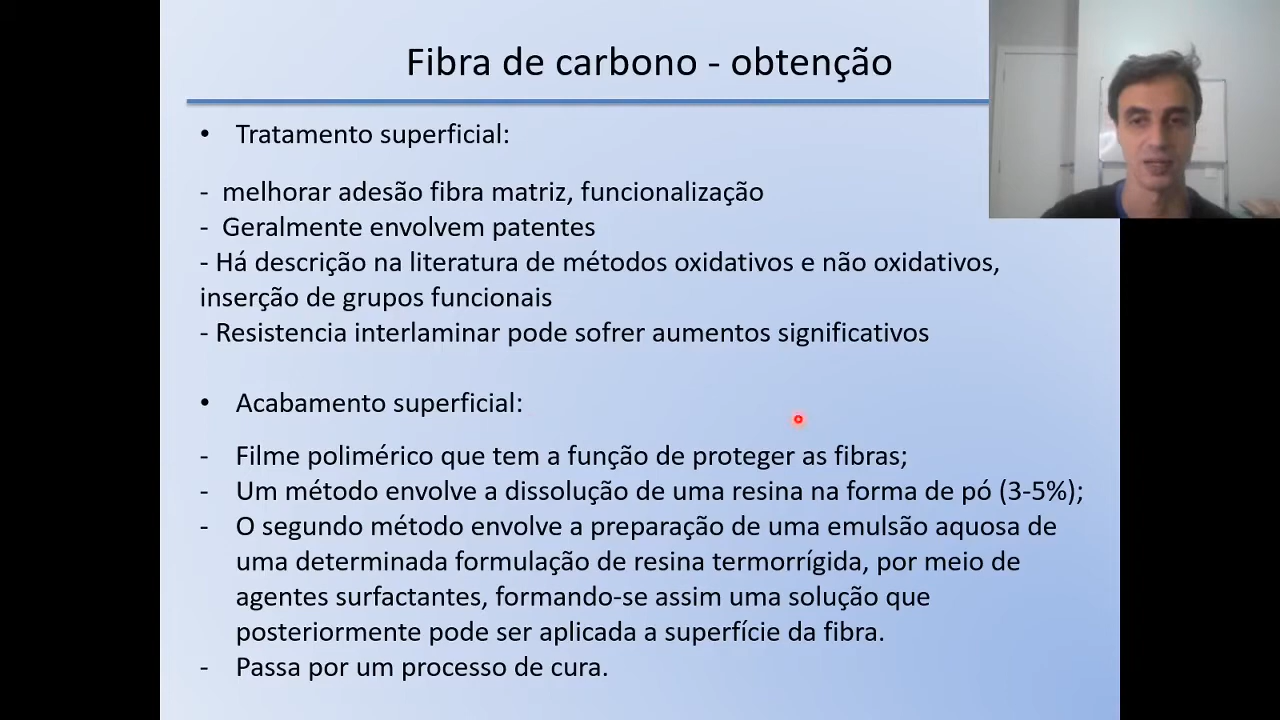 Fibra de carbono - obtenção
• Tratamento superficial:
- melhorar adesão fibra matriz, funcionalização
- Geralmente envolvem patentes
- Há descrição na literatura de métodos oxidativos e não oxidativos,
inserção de grupos funcionais
- Resistencia interlaminar pode sofrer aumentos significativos
• Acabamento superficial:
- Filme polimérico que tem a função de proteger as fibras;
- Um método envolve a dissolução de uma resina na forma de pó (3-5%);
- O segundo método envolve a preparação de uma emulsão aquosa de
uma determinada formulação de resina termorrígida, por meio de
agentes surfactantes, formando-se assim uma solução que
posteriormente pode ser aplicada a superfície da fibra.
- Passa por um processo de cura.